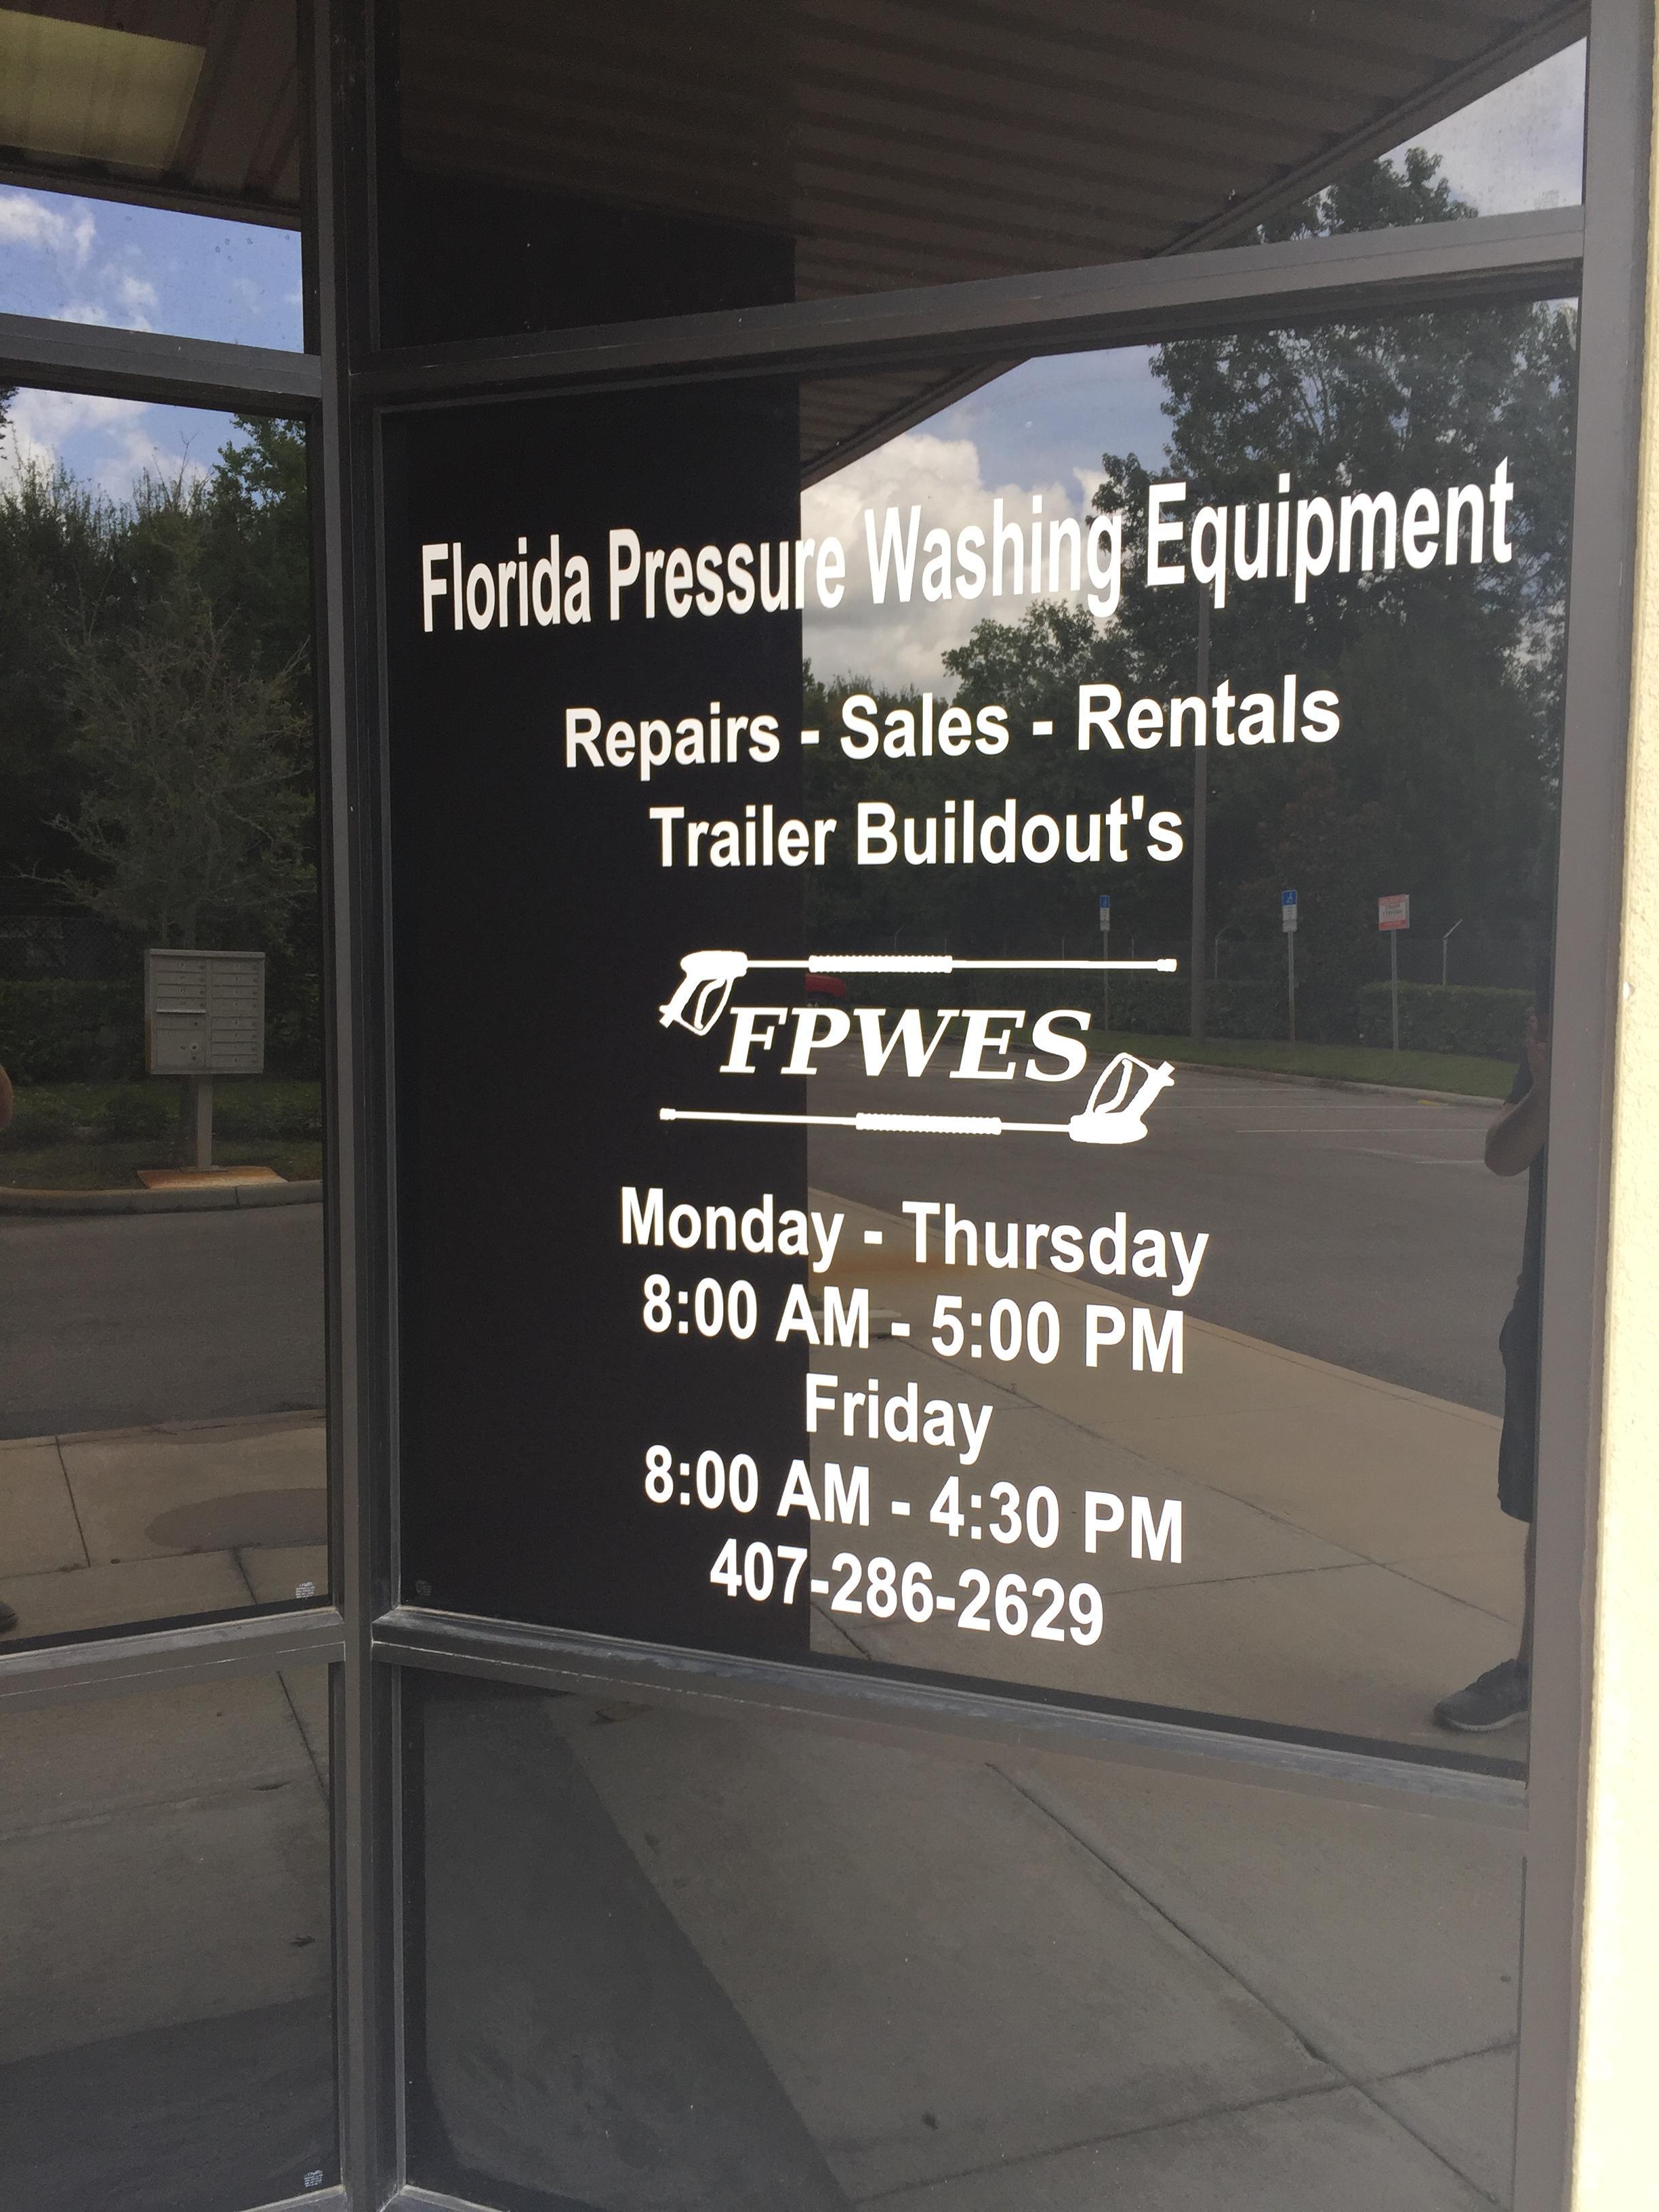 Florida Pressure Washing Equipment
Repairs - Sales - Rentals
Trailer Buildout's
FPWES
Monday - Thursday
8:00 AM - 5:00 PM
Friday
8:00 AM - 4:30 PM
407-286-2629